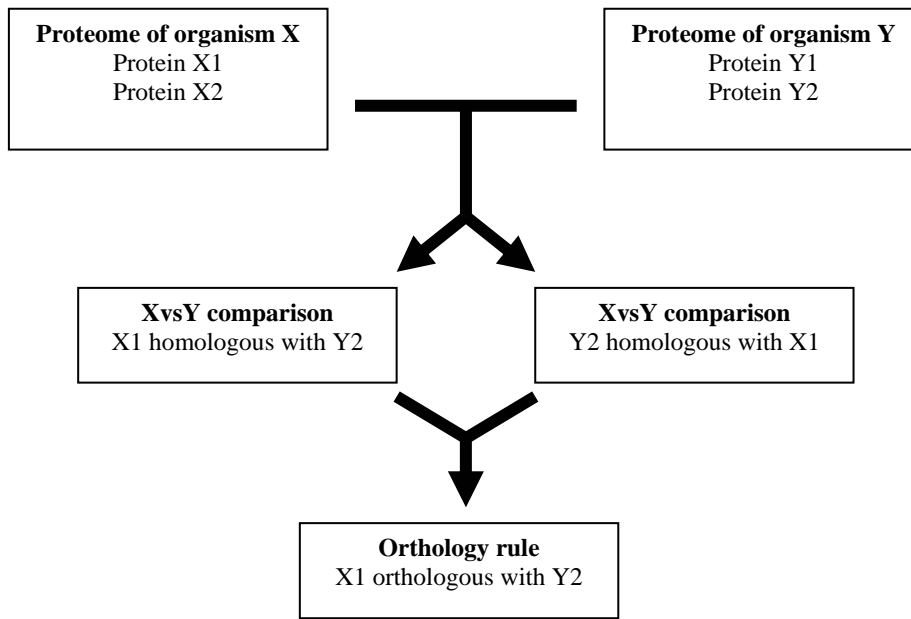 Proteome of organism X
Protein X1
Protein X2
Proteome of organism Y
Protein Y1
Protein Y2
XvsY comparison
X1 homologous with Y2
XvsY comparison
Y2 homologous with X1
Orthology rule
X1 orthologous with Y2